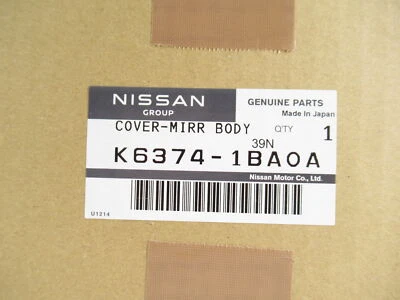 NISSAN GENUINE PARTS
GROUP Made in Japan
COVER-MIRR BODY Q'TY 1
39N
K6374-1BA0A
Nissan Motor Co., Ltd.
U1214